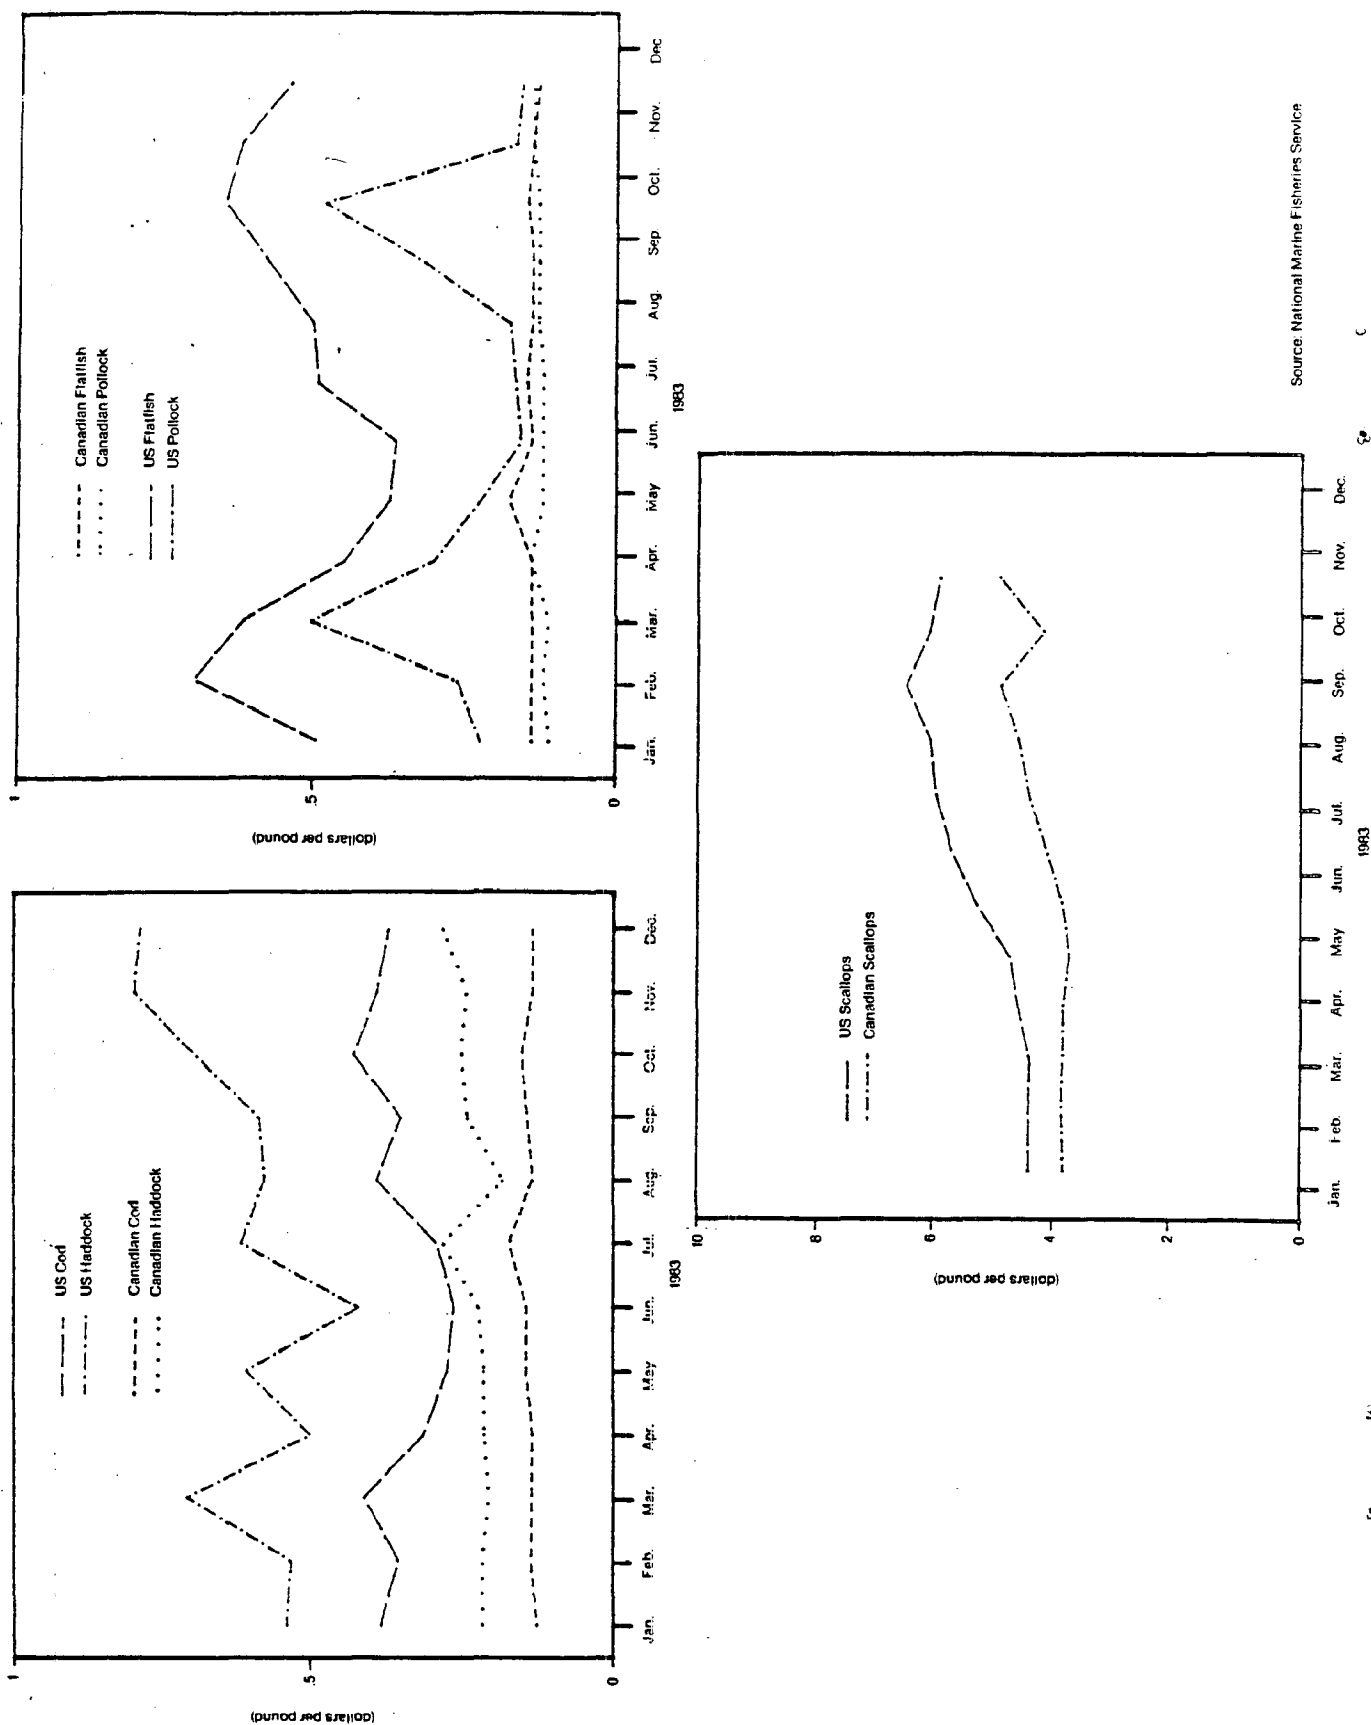 (dollars per pound)
1
.5
0
US Cod
US Haddock
Canadian Cod
Canadian Haddock
Jan. Feb. Mar. Apr. May Jun. Jul. Aug. Sep. Oct. Nov. Dec.
1983
(dollars per pound)
1
.5
0
Canadian Flatfish
Canadian Pollock
US Flatfish
US Pollock
Jan. Feb. Mar. Apr. May Jun. Jul. Aug. Sep Oct. Nov. Dec
1983
(dollars per pound)
10
8
6
4
2
0
US Scallops
Canadian Scallops
Jan. Feb. Mar. Apr. May Jun. Jul. Aug. Sep. Oct. Nov. Dec.
1983
Source: National Marine Fisheries Service